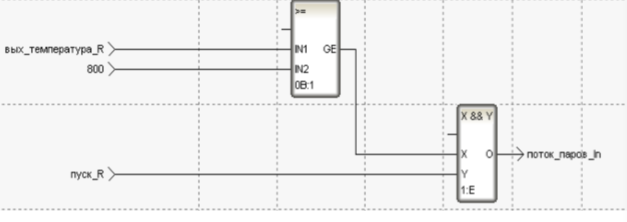 >=
вых_температура_R
IN1 GE
800
IN2
0B:1
X && Y
X O
поток_паров_In
пуск_R
Y
1:E